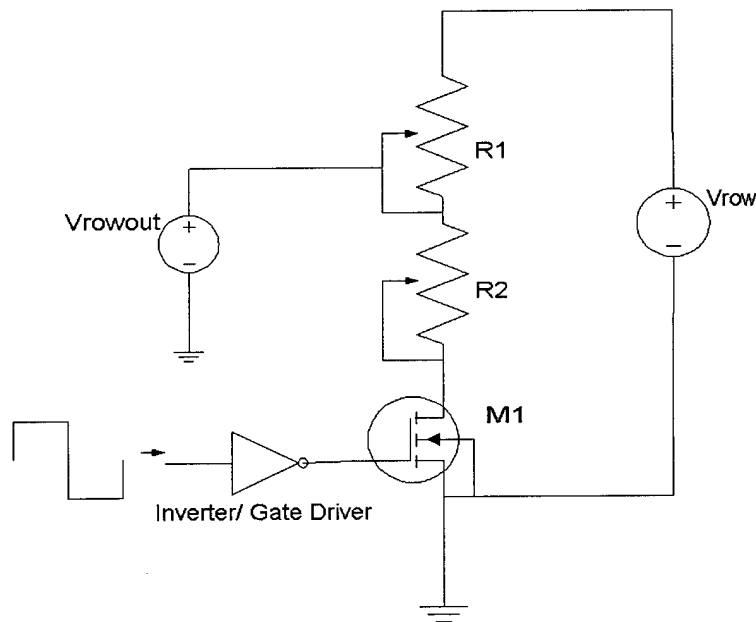 R1
Vrowout
+
−
Vrow
+
−
R2
M1
Inverter/ Gate Driver